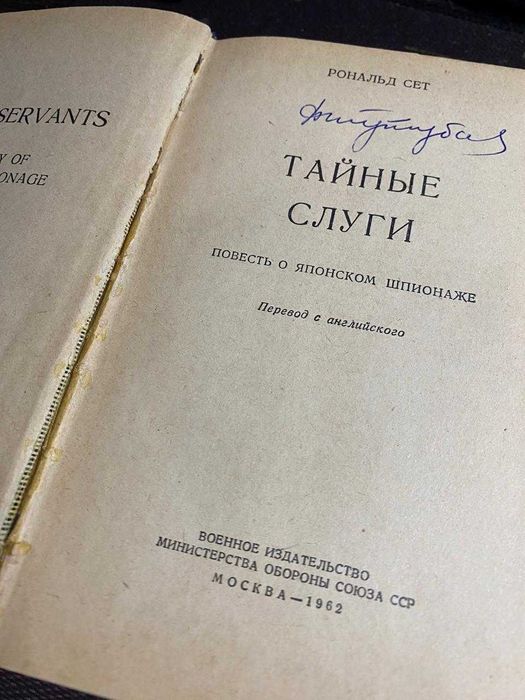 SERVANTS
OF
РОНАЛЬД СЕТ
ТАЙНЫЕ
СЛУГИ
ПОВЕСТЬ О ЯПОНСКОМ ШПИОНАЖЕ
Перевод с английского
ВОЕННОЕ ИЗДАТЕЛЬСТВО
МИНИСТЕРСТВА ОБОРОНЫ СОЮЗА ССР
МОСКВА—1962